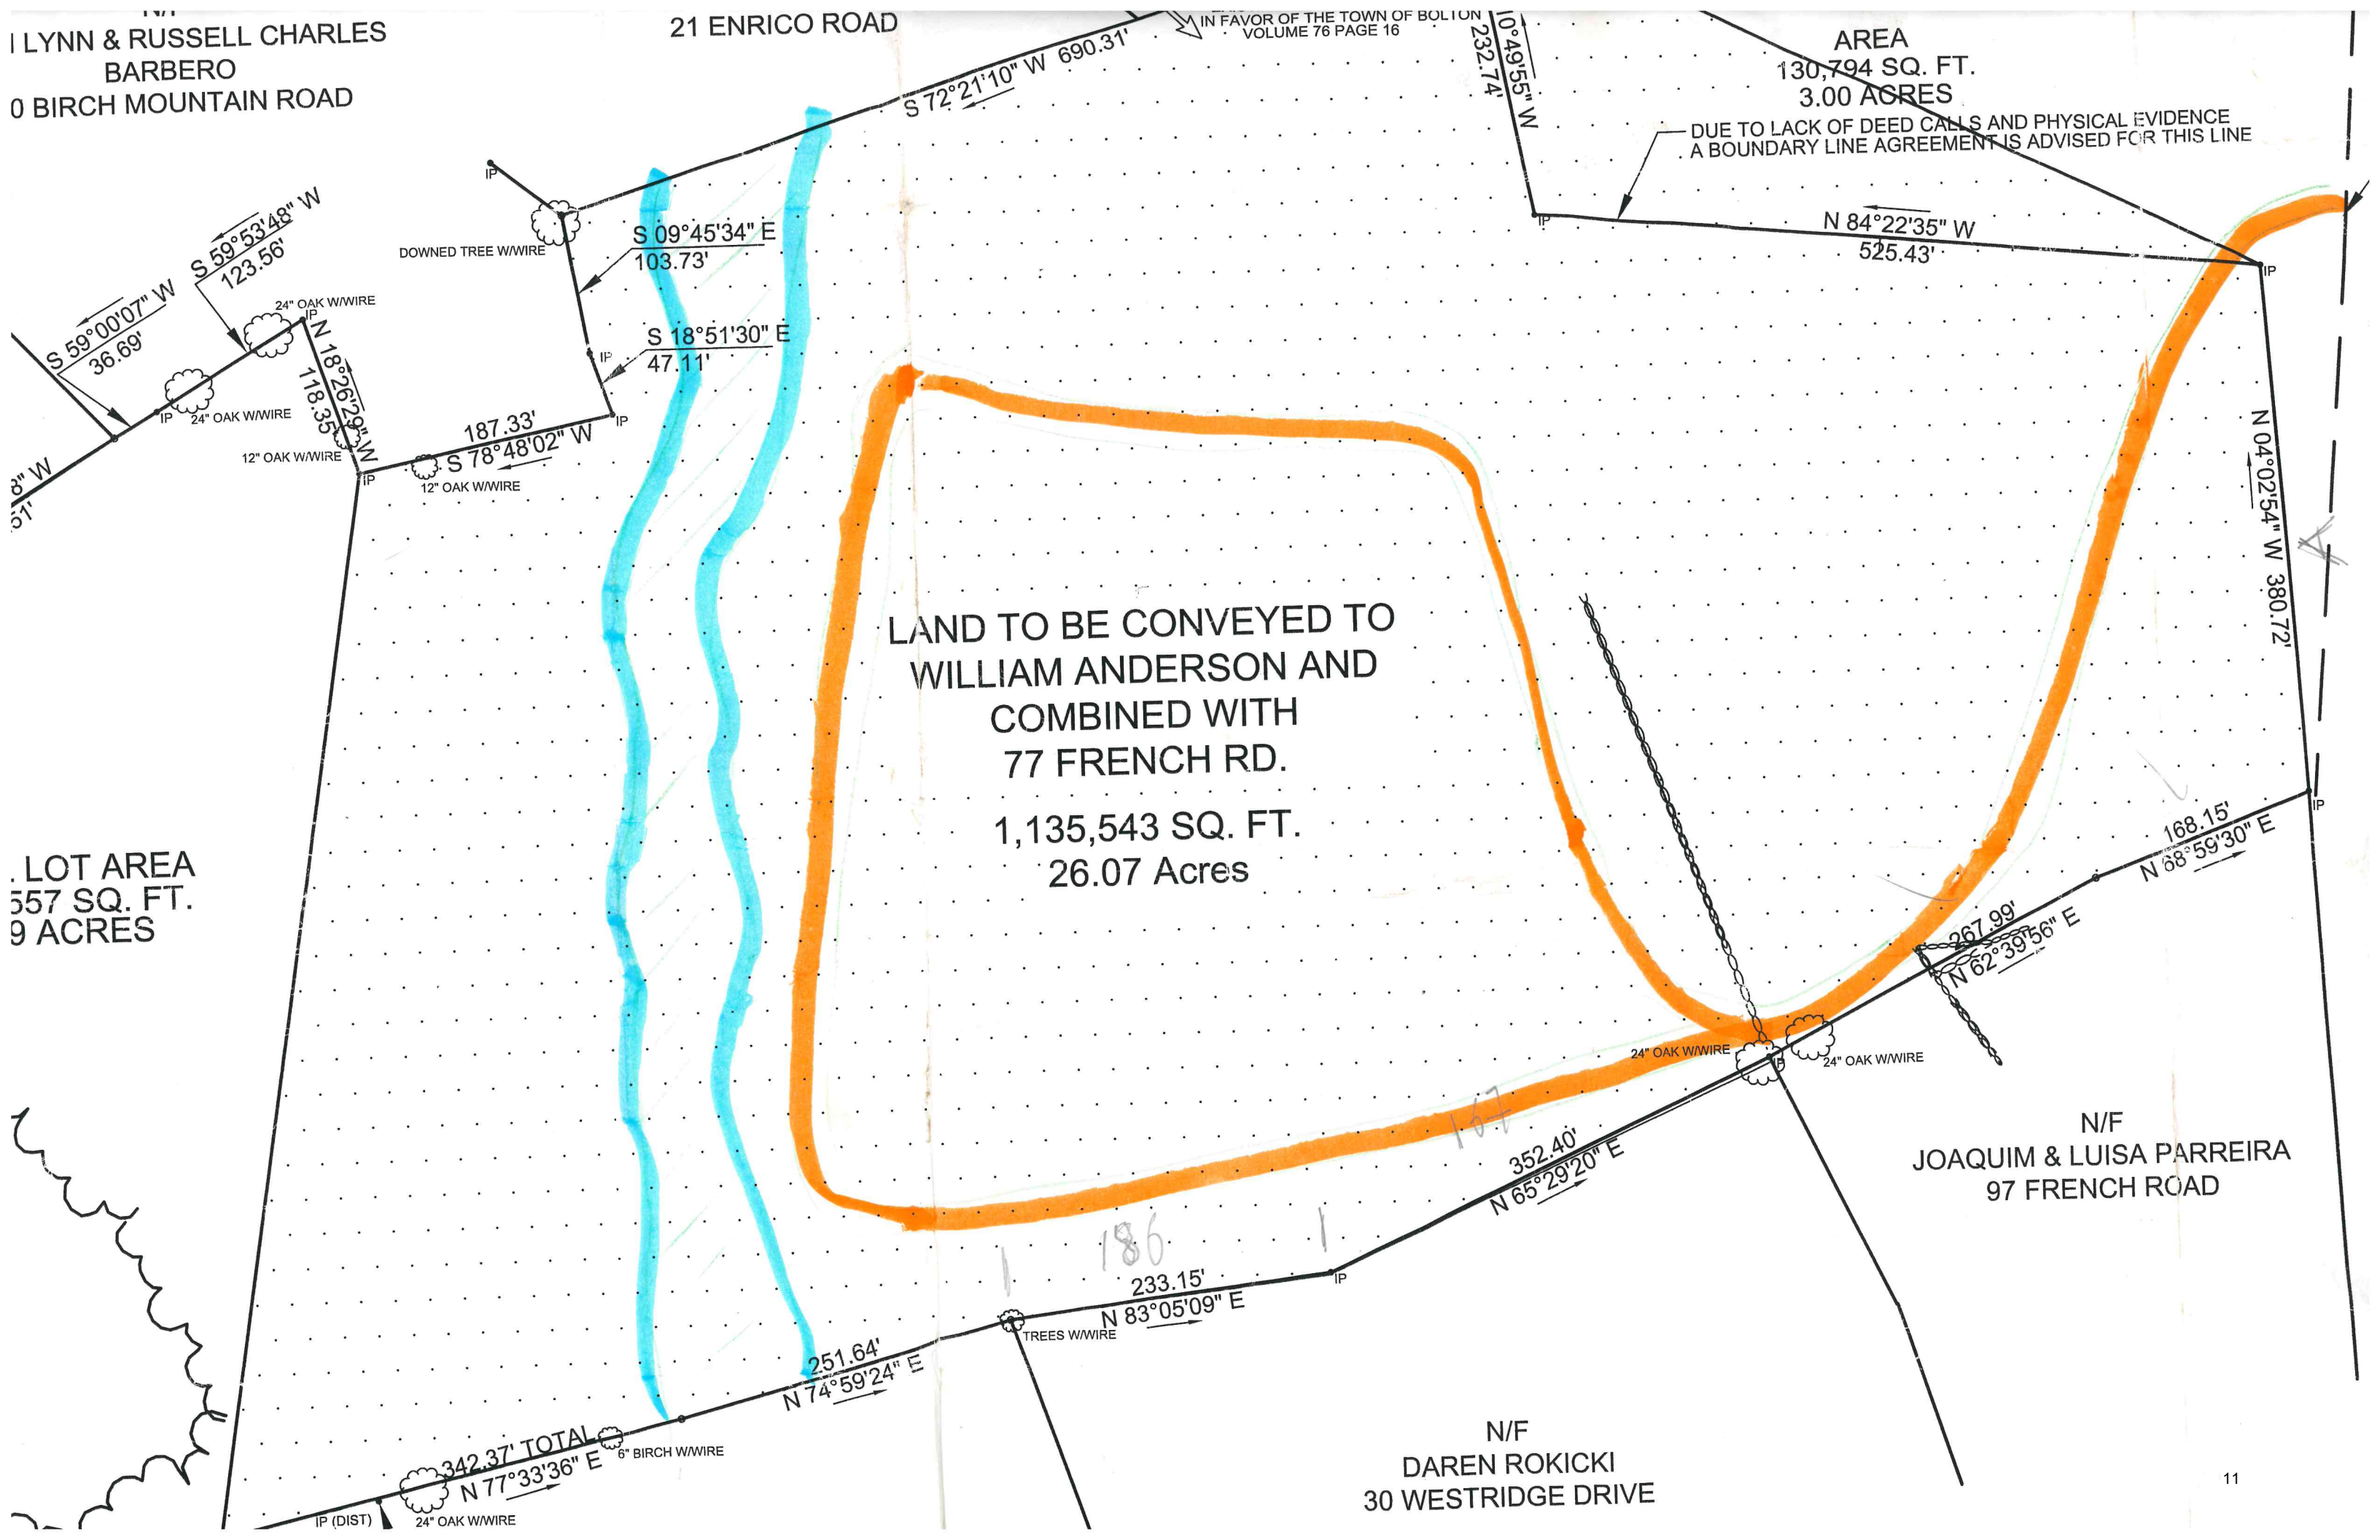 LYNN & RUSSELL CHARLES
BARBERO
0 BIRCH MOUNTAIN ROAD
21 ENRICO ROAD
S 72°21'10" W 690.31'
IN FAVOR OF THE TOWN OF BOLTON
VOLUME 76 PAGE 16
10°49'55" W
232.74'
AREA
130,794 SQ. FT.
3.00 ACRES
DUE TO LACK OF DEED CALLS AND PHYSICAL EVIDENCE
A BOUNDARY LINE AGREEMENT IS ADVISED FOR THIS LINE
IP
DOWNED TREE W/WIRE
S 09°45'34" E
103.73'
IP
N 84°22'35" W
525.43'
IP
S 59°53'48" W
123.56'
S 59°00'07" W
36.69'
24" OAK W/WIRE
IP
IP
24" OAK W/WIRE
N 18°26'29" W
118.35'
12" OAK W/WIRE
IP
S 18°51'30" E
47.11'
IP
IP
187.33'
S 78°48'02" W
12" OAK W/WIRE
8" W
61'
N 04°02'54" W 380.72'
A
LAND TO BE CONVEYED TO
WILLIAM ANDERSON AND
COMBINED WITH
77 FRENCH RD.
1,135,543 SQ. FT.
26.07 Acres
LOT AREA
557 SQ. FT.
9 ACRES
IP
168.15'
N 68°59'30" E
267.99'
N 62°39'56" E
24" OAK W/WIRE
IP
24" OAK W/WIRE
167
352.40'
N 65°29'20" E
N/F
JOAQUIM & LUISA PARREIRA
97 FRENCH ROAD
186
233.15'
N 83°05'09" E
IP
TREES W/WIRE
251.64'
N 74°59'24" E
342.37' TOTAL
N 77°33'36" E
6" BIRCH W/WIRE
IP (DIST)
24" OAK W/WIRE
N/F
DAREN ROKICKI
30 WESTRIDGE DRIVE
11